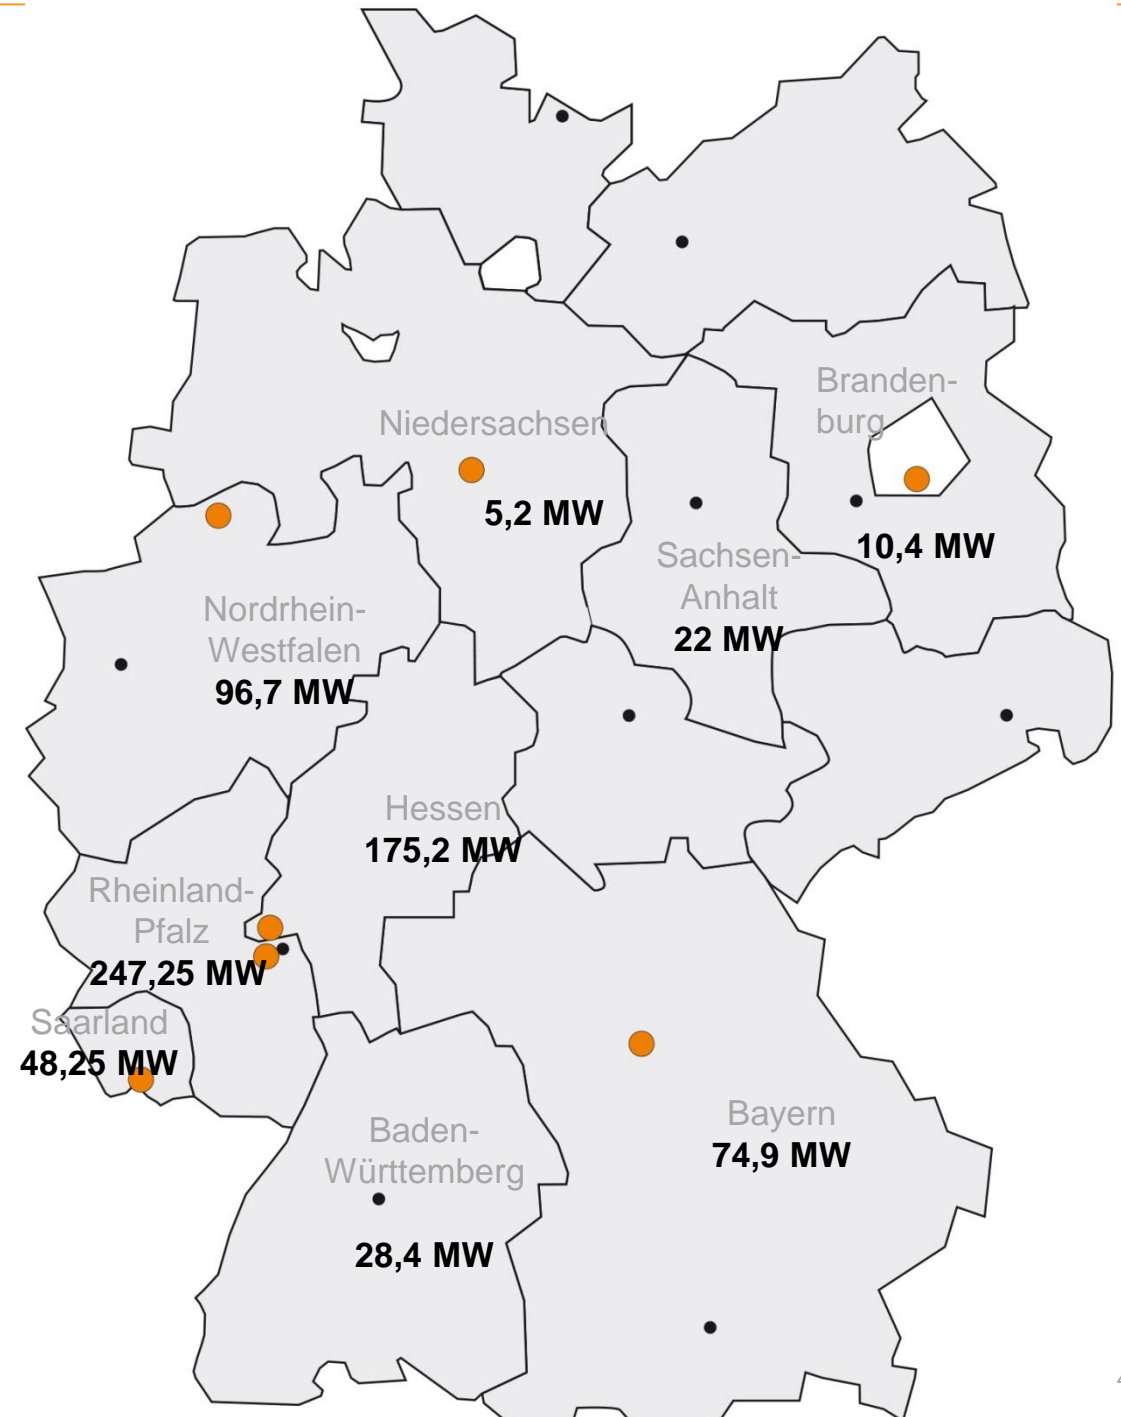 Branden-
burg
10,4 MW
Niedersachsen
5,2 MW
Sachsen-
Anhalt
22 MW
Nordrhein-
Westfalen
96,7 MW
Hessen
175,2 MW
Rheinland-
Pfalz
247,25 MW
Saarland
48,25 MW
Bayern
74,9 MW
Baden-
Württemberg
28,4 MW